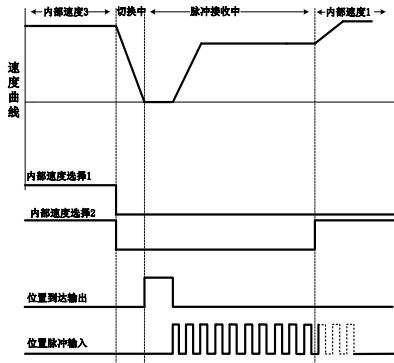 内部速度3
切换中
脉冲接收中
内部速度1
速度曲线
内部速度选择1
内部速度选择2
位置到达输出
位置脉冲输入